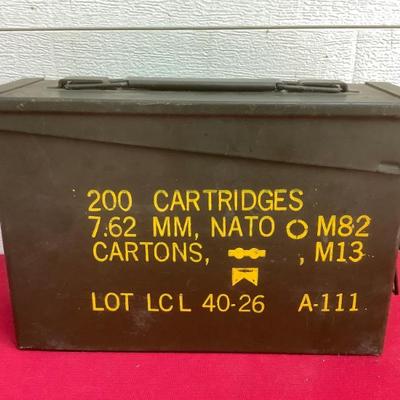 200 CARTRIDGES
7.62 MM, NATO M82
CARTONS, , M13
LOT LCL 40-26 A-111